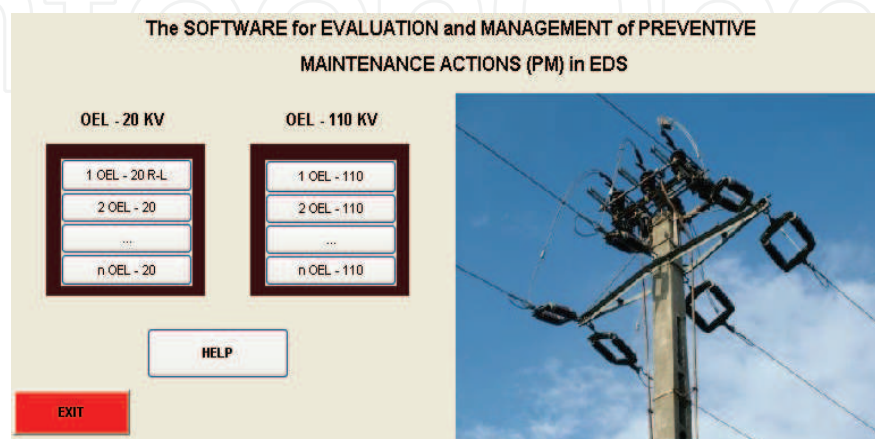 The SOFTWARE for EVALUATION and MANAGEMENT of PREVENTIVE
MAINTENANCE ACTIONS (PM) in EDS
OEL - 20 KV
1 OEL - 20 R-L
2 OEL - 20
...
n OEL - 20
OEL - 110 KV
1 OEL - 110
2 OEL - 110
...
n OEL - 110
HELP
EXIT